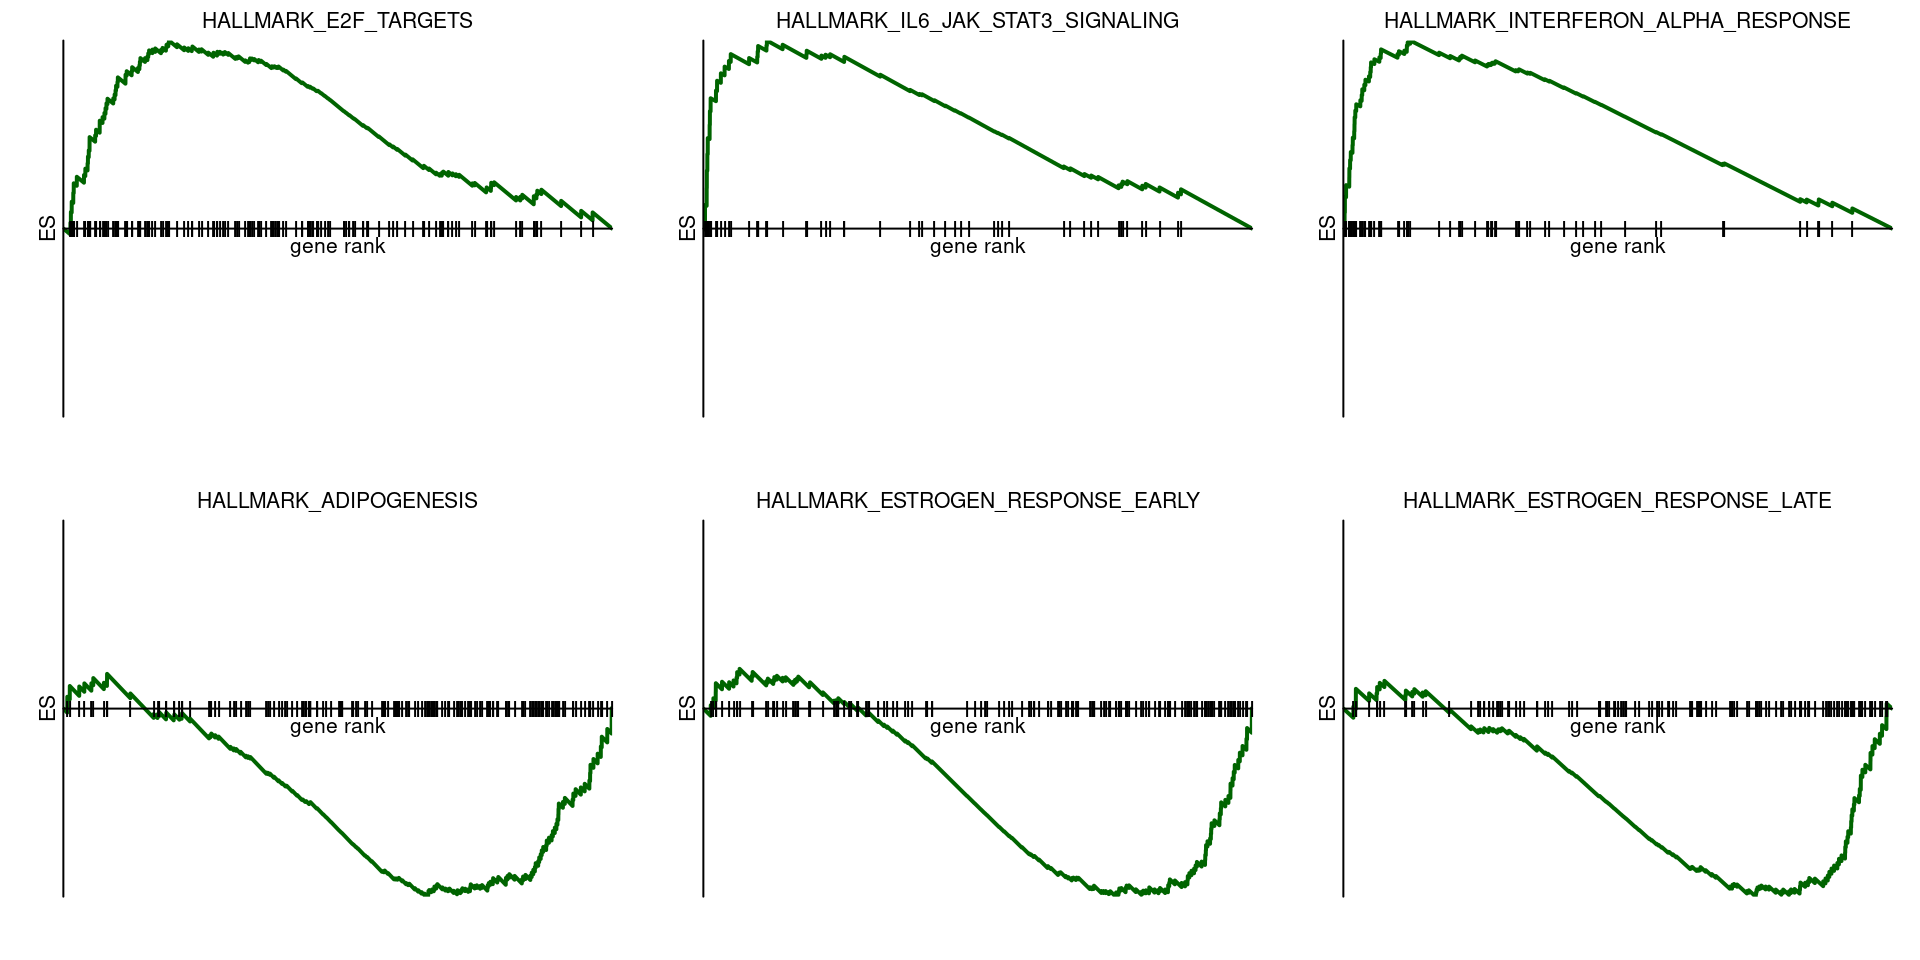 HALLMARK_E2F_TARGETS
ES
gene rank
HALLMARK_IL6_JAK_STAT3_SIGNALING
ES
gene rank
HALLMARK_INTERFERON_ALPHA_RESPONSE
ES
gene rank
HALLMARK_ADIPOGENESIS
ES
gene rank
HALLMARK_ESTROGEN_RESPONSE_EARLY
ES
gene rank
HALLMARK_ESTROGEN_RESPONSE_LATE
ES
gene rank